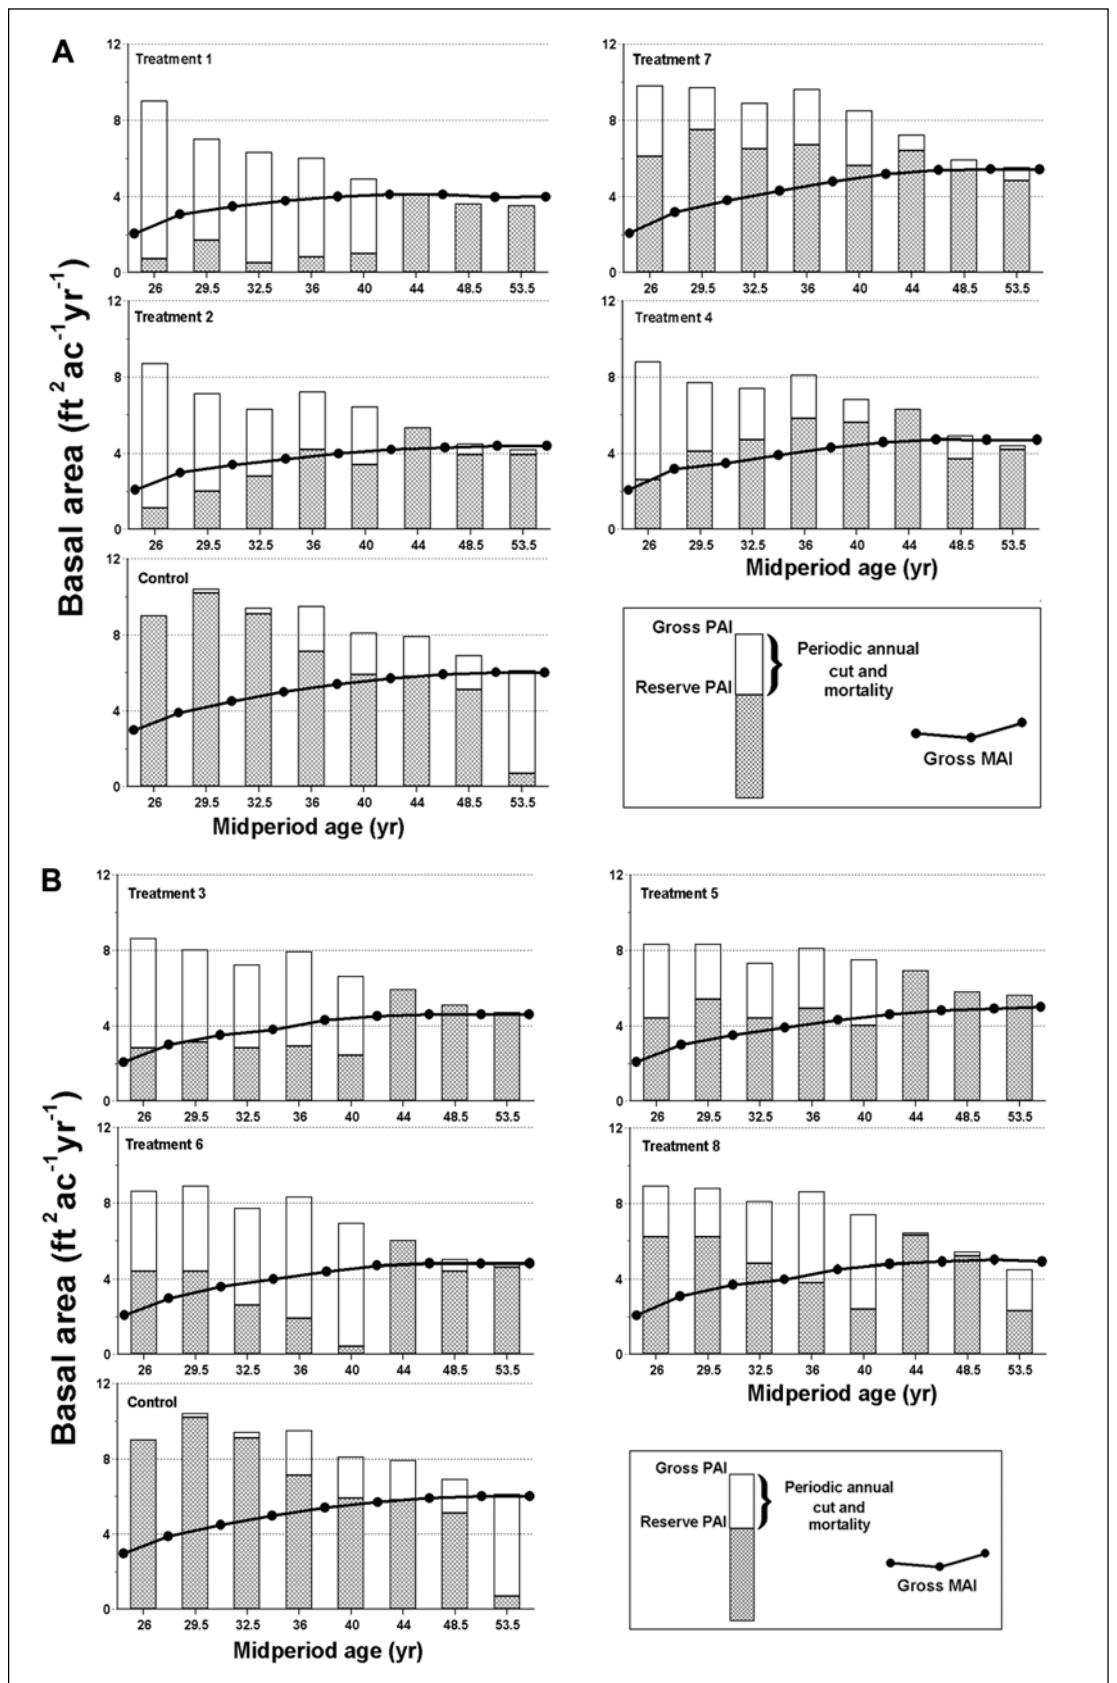 A
Basal area (ft 2 ac-1yr-1)
Treatment 1
12
8
4
0
26 29.5 32.5 36 40 44 48.5 53.5
Treatment 7
12
8
4
0
26 29.5 32.5 36 40 44 48.5 53.5
Treatment 2
12
8
4
0
26 29.5 32.5 36 40 44 48.5 53.5
Treatment 4
12
8
4
0
26 29.5 32.5 36 40 44 48.5 53.5
Midperiod age (yr)
Control
12
8
4
0
26 29.5 32.5 36 40 44 48.5 53.5
Midperiod age (yr)
Gross PAI
Reserve PAI
Periodic annual
cut and
mortality
Gross MAI
B
Basal area (ft 2 ac-1yr-1)
Treatment 3
12
8
4
0
26 29.5 32.5 36 40 44 48.5 53.5
Treatment 5
12
8
4
0
26 29.5 32.5 36 40 44 48.5 53.5
Treatment 6
12
8
4
0
26 29.5 32.5 36 40 44 48.5 53.5
Treatment 8
12
8
4
0
26 29.5 32.5 36 40 44 48.5 53.5
Midperiod age (yr)
Control
12
8
4
0
26 29.5 32.5 36 40 44 48.5 53.5
Midperiod age (yr)
Gross PAI
Reserve PAI
Periodic annual
cut and
mortality
Gross MAI